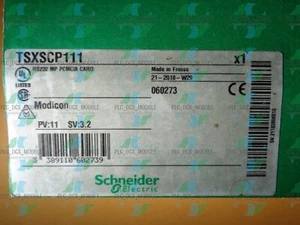 TSXSCP111
RS232 MP PCMCIA CARD
x1
Made in France
21-2018-W29
060273
Modicon
PV:11 SV:3.2
3 389110 602739
Schneider
Electric